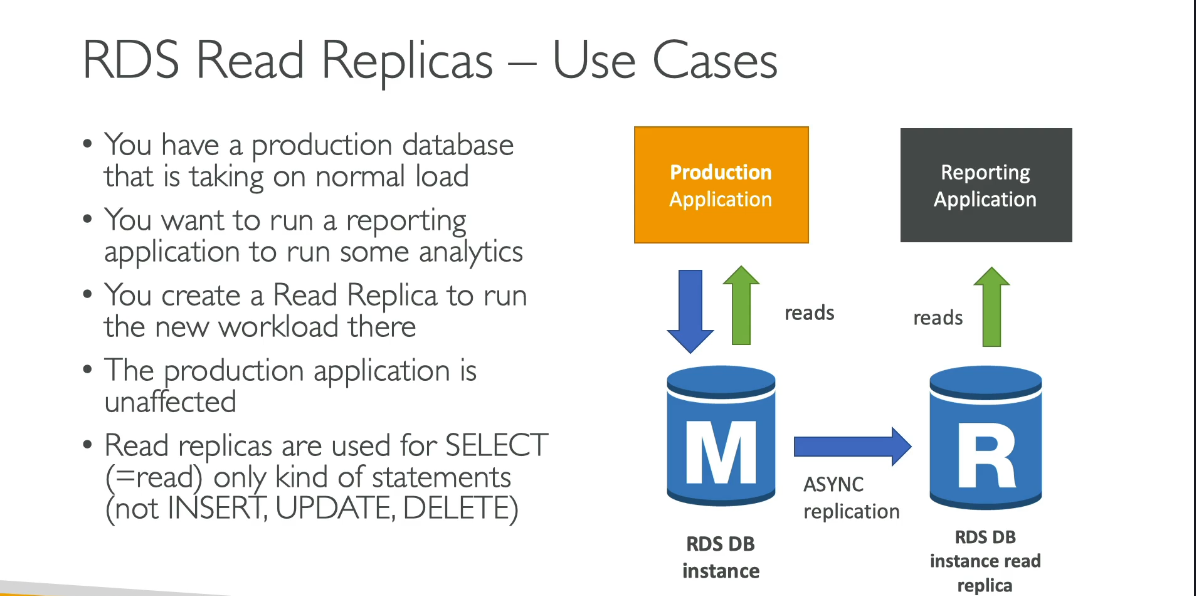 RDS Read Replicas – Use Cases
• You have a production database
that is taking on normal load
• You want to run a reporting
application to run some analytics
• You create a Read Replica to run
the new workload there
• The production application is
unaffected
• Read replicas are used for SELECT
(=read) only kind of statements
(not INSERT, UPDATE, DELETE)
Production
Application
Reporting
Application
reads
reads
M
R
ASYNC
replication
RDS DB
instance
RDS DB
instance read
replica